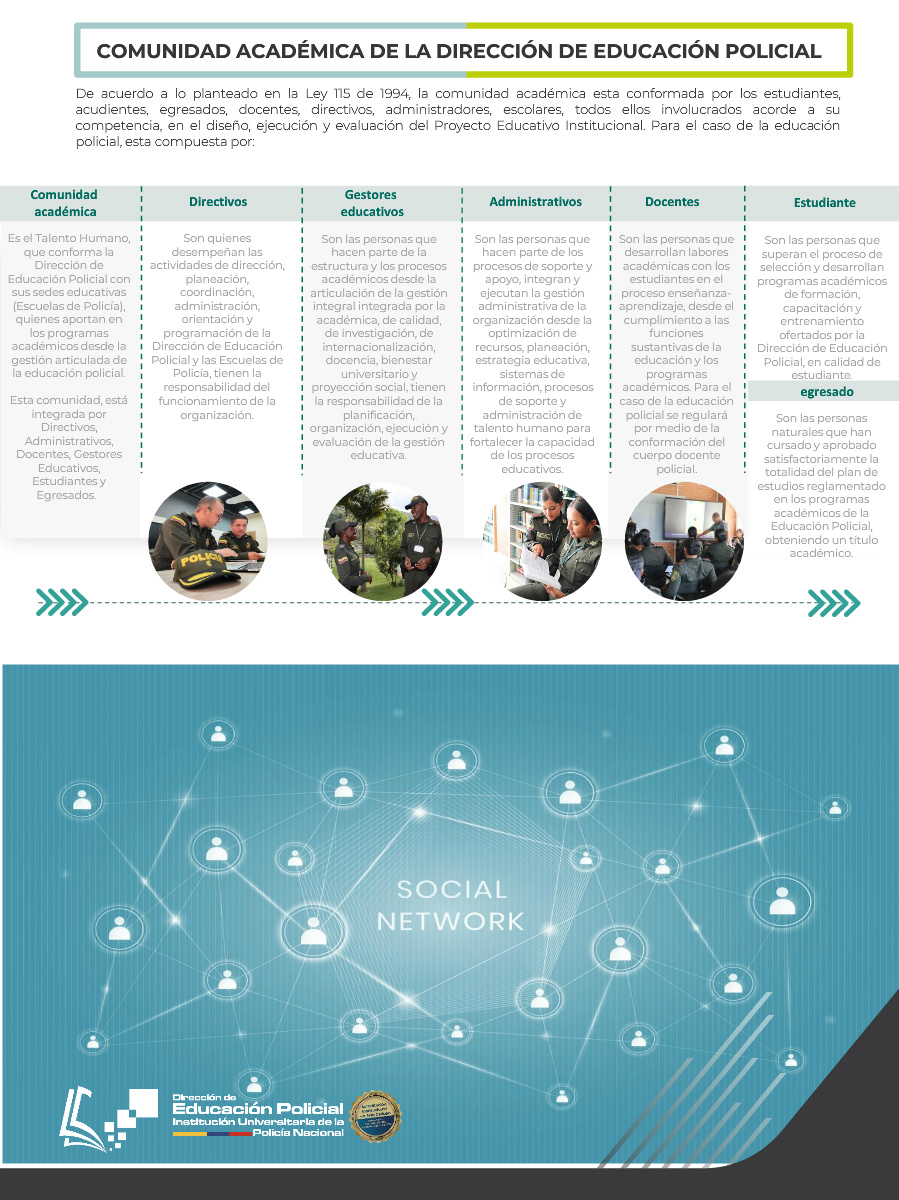 COMUNIDAD ACADÉMICA DE LA DIRECCIÓN DE EDUCACIÓN POLICIAL
De acuerdo a lo planteado en la Ley 115 de 1994, la comunidad académica esta conformada por los estudiantes,
acudientes, egresados, docentes, directivos, administradores, escolares, todos ellos involucrados acorde a su
competencia, en el diseño, ejecución y evaluación del Proyecto Educativo Institucional. Para el caso de la educación
policial, esta compuesta por:
Comunidad
académica
Es el Talento Humano,
que conforma la
Dirección de
Educación Policial con
sus sedes educativas
(Escuelas de Policía),
quienes aportan en
los programas
académicos desde la
gestión articulada de
la educación policial.
Esta comunidad, está
integrada por
Directivos,
Administrativos,
Docentes, Gestores
Educativos,
Estudiantes y
Egresados.
Directivos
Son quienes
desempeñan las
actividades de dirección,
planeación,
coordinación,
administración,
orientación y
programación de la
Dirección de Educación
Policial y las Escuelas de
Policía, tienen la
responsabilidad del
funcionamiento de la
organización.
Gestores
educativos
Son las personas que
hacen parte de la
estructura y los procesos
académicos desde la
articulación de la gestión
integral integrada por la
académica, de calidad,
de investigación, de
internacionalización,
docencia, bienestar
universitario y
proyección social, tienen
la responsabilidad de la
planificación,
organización, ejecución y
evaluación de la gestión
educativa.
Administrativos
Son las personas que
hacen parte de los
procesos de soporte y
apoyo, integran y
ejecutan la gestión
administrativa de la
organización desde la
optimización de
recursos, planeación,
estrategia educativa,
sistemas de
información, procesos
de soporte y
administración de
talento humano para
fortalecer la capacidad
de los procesos
educativos.
Docentes
Son las personas que
desarrollan labores
académicas con los
estudiantes en el
proceso enseñanza-
aprendizaje, desde el
cumplimiento a las
funciones
sustantivas de la
educación y los
programas
académicos. Para el
caso de la educación
policial se regulará
por medio de la
conformación del
cuerpo docente
policial.
Estudiante
Son las personas que
superan el proceso de
selección y desarrollan
programas académicos
de formación,
capacitación y
entrenamiento
ofertados por la
Dirección de Educación
Policial, en calidad de
estudiante.
egresado
Son las personas
naturales que han
cursado y aprobado
satisfactoriamente la
totalidad del plan de
estudios reglamentado
en los programas
académicos de la
Educación Policial,
obteniendo un título
académico.
POLICIA
SOCIAL
NETWORK
Dirección de
Educación Policial
Institución Universitaria de la
Policía Nacional